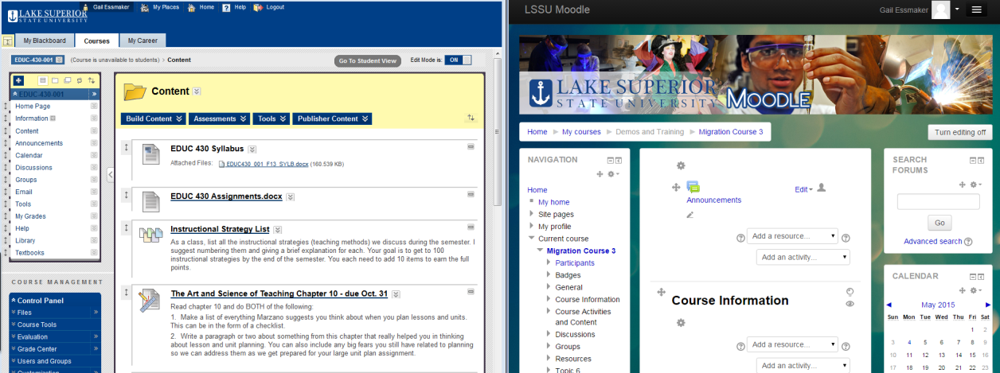 LAKE SUPERIOR
STATE UNIVERSITY
Gail Essmaker My Places Home ? Help Logout
My Blackboard Courses My Career
EDUC-430-001 (Course is unavailable to students) > Content Go To Student View Edit Mode is: ON
EDUC-430-001
Home Page
Information
Content
Announcements
Calendar
Discussions
Groups
Email
Tools
My Grades
Help
Library
Textbooks
COURSE MANAGEMENT
Control Panel
Files
Course Tools
Evaluation
Grade Center
Users and Groups
Customization
Content
Build Content Assessments Tools Publisher Content
EDUC 430 Syllabus
Attached Files: EDUC430_001_F13_SYLB.docx (160.539 KB)
EDUC 430 Assignments.docx
Instructional Strategy List
As a class, list all the instructional strategies (teaching methods) we discuss during the semester. I
suggest numbering them and giving a brief explanation for each. Your goal is to get to 100
instructional strategies by the end of the semester. You each need to add 10 items to earn the full
points.
The Art and Science of Teaching Chapter 10 - due Oct. 31
Read chapter 10 and do BOTH of the following:
1. Make a list of everything Marzano suggests you think about when you plan lessons and units.
This can be in the form of a checklist.
2. Write a paragraph or two about something from this chapter that really helped you in thinking
about lesson and unit planning. You can also include any big fears you still have related to planning
so we can address them as we get prepared for your large unit plan assignment.
LSSU Moodle Gail Essmaker
LAKE SUPERIOR
STATE UNIVERSITY MOODLE
Home My courses Demos and Training Migration Course 3 Turn editing off
NAVIGATION
Home
My home
Site pages
My profile
Current course
Migration Course 3
Participants
Badges
General
Course Information
Course Activities
and Content
Discussions
Groups
Resources
Topic 6
Announcements Edit
? Add a resource... ?
Add an activity...
Course Information
? Add a resource... ?
Add an activity...
SEARCH
FORUMS
Go
Advanced search ?
CALENDAR
May 2015
Sun Mon Tue Wed Thu Fri Sat
1 2
3 4 5 6 7 8 9
10 11 12 13 14 15 16
17 18 19 20 21 22 23